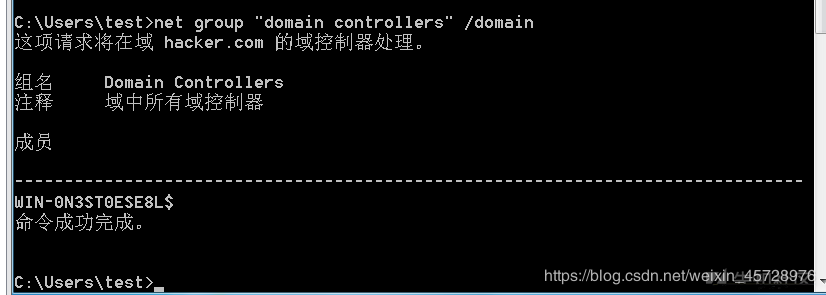 C:\Users\test>net group "domain controllers" /domain
这项请求将在域 hacker.com 的域控制器处理。
组名 Domain Controllers
注释 域中所有域控制器
成员
-------------------------------------------------------------------------------
WIN-0N3ST0ESE8L$
命令成功完成。
C:\Users\test>_
https://blog.csdn.net/weixin_45728976